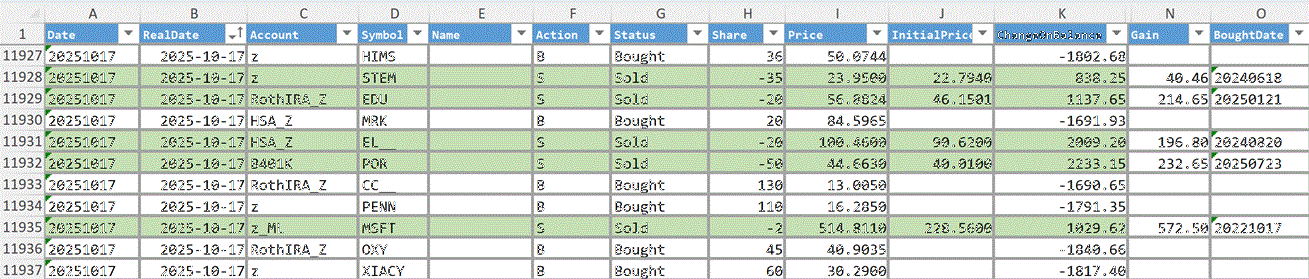 A B C D E F G H I J K N O
1 Date RealDate Account Symbol Name Action Status Share Price InitialPrice ChangeInBalance Gain BoughtDate
11927 20251017 2025-10-17 z HIMS B Bought 36 50.0744 -1802.68
11928 20251017 2025-10-17 z STEM S Sold -35 23.9500 22.7940 838.25 40.46 20240618
11929 20251017 2025-10-17 RothIRA_Z EDU S Sold -20 56.8824 46.1501 1137.65 214.65 20250121
11930 20251017 2025-10-17 HSA_Z MRK B Bought 20 84.5965 -1691.93
11931 20251017 2025-10-17 HSA_Z EL__ S Sold -20 100.4600 90.6200 2009.20 196.80 20240820
11932 20251017 2025-10-17 8401K POR S Sold -50 44.6630 40.0100 2233.15 232.65 20250723
11933 20251017 2025-10-17 RothIRA_Z CC__ B Bought 130 13.0050 -1690.65
11934 20251017 2025-10-17 z PENN B Bought 110 16.2850 -1791.35
11935 20251017 2025-10-17 z_ML MSFT S Sold -2 514.8110 228.5600 1029.62 572.50 20221017
11936 20251017 2025-10-17 RothIRA_Z OXY B Bought 45 40.9035 -1840.66
11937 20251017 2025-10-17 z XIACY B Bought 60 30.2900 -1817.40